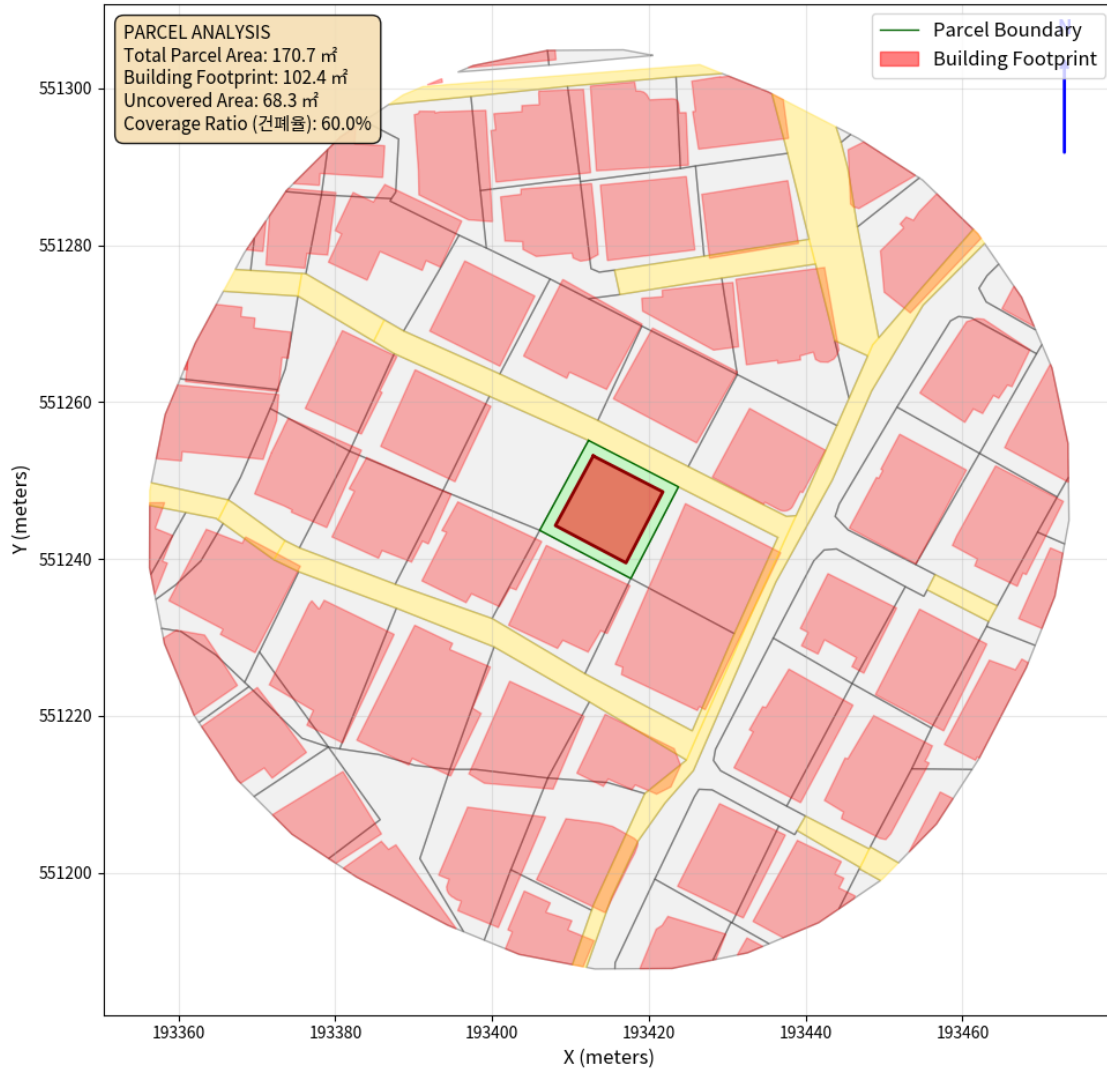 PARCEL ANALYSIS
Total Parcel Area: 170.7 ㎡
Building Footprint: 102.4 ㎡
Uncovered Area: 68.3 ㎡
Coverage Ratio (건폐율): 60.0%
Parcel Boundary
Building Footprint
N
551300
551280
551260
551240
551220
551200
Y (meters)
193360
193380
193400
193420
193440
193460
X (meters)